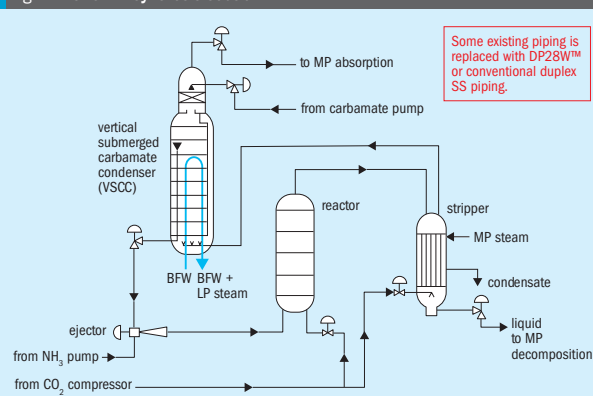 to MP absorption
Some existing piping is
replaced with DP28W™
or conventional duplex
SS piping.
from carbamate pump
vertical
submerged
carbamate
condenser
(VSCC)
reactor
stripper
MP steam
condensate
BFW BFW +
LP steam
ejector
liquid
to MP
decomposition
from NH3 pump
from CO2 compressor